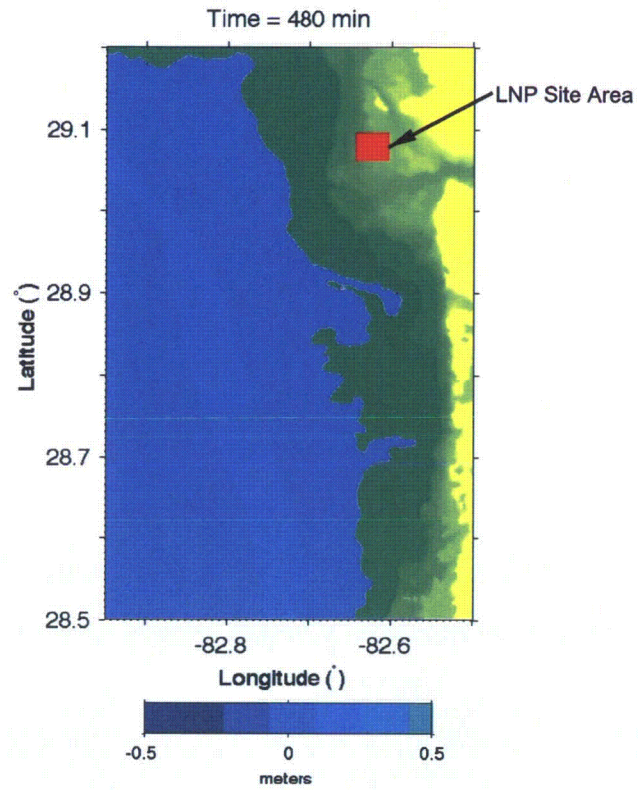 Time = 480 min
LNP Site Area
29.1
28.9
28.7
28.5
Latitude (°)
-82.8 -82.6
Longitude (°)
-0.5 0 0.5
meters